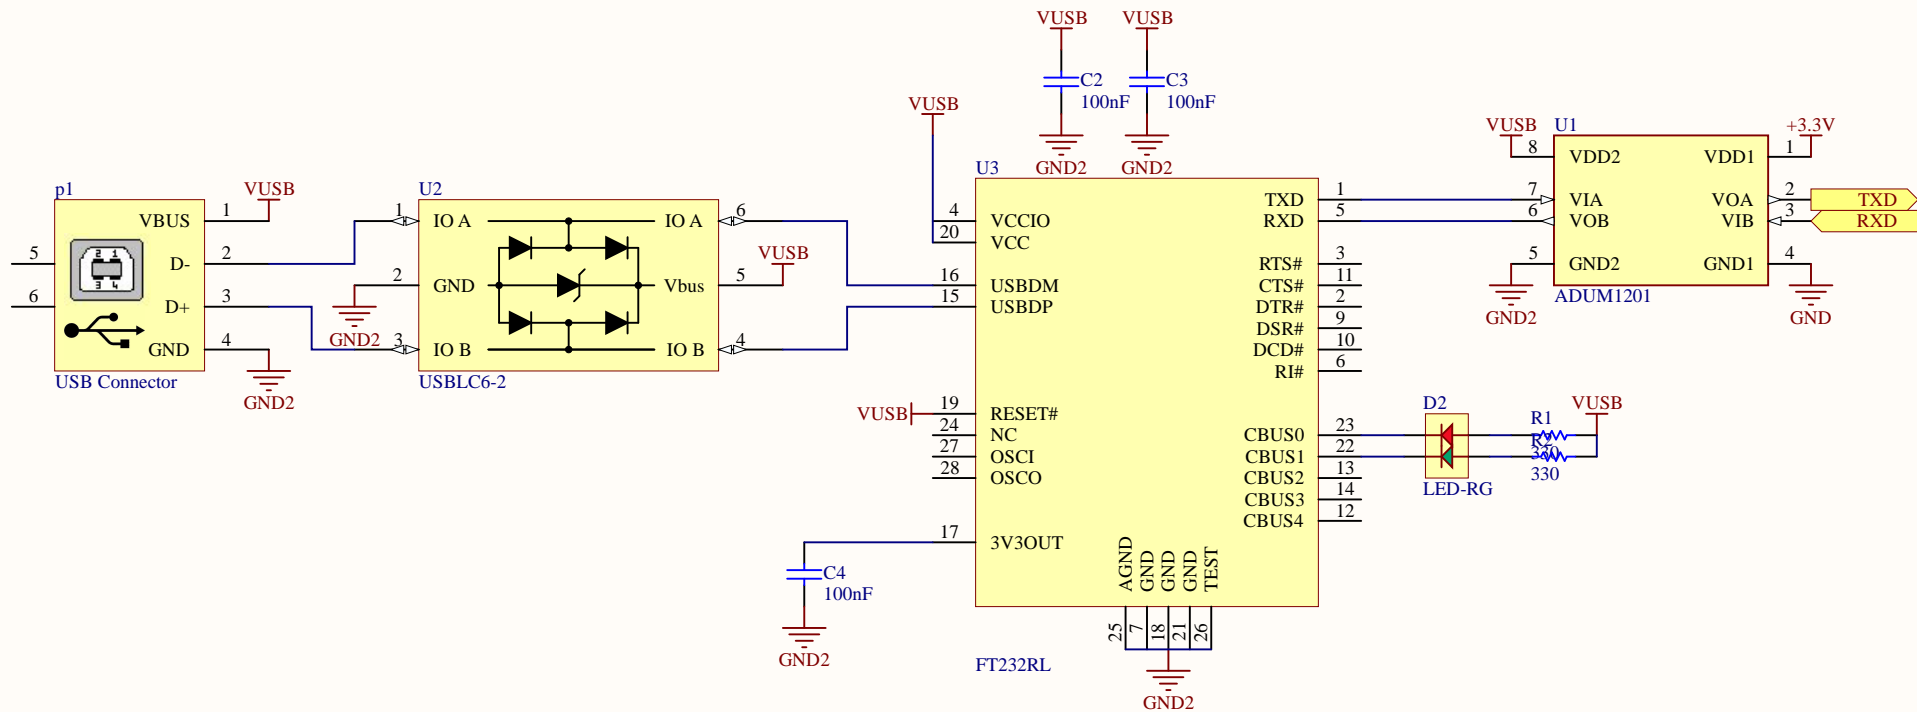 VUSB VUSB
C2 C3
100nF 100nF
GND2 GND2
VUSB
p1
VBUS 1 VUSB
D- 2
D+ 3
GND 4
5
6
2 1
3 4
USB Connector
GND2
U2
1 IO A IO A 6
2 GND Vbus 5 VUSB
3 IO B IO B 4
GND2
USBLC6-2
U3
4 VCCIO
20 VCC
16 USBDM
15 USBDP
VUSB 19 RESET#
24 NC
27 OSCI
28 OSCO
17 3V3OUT
C4
100nF
GND2
TXD 1
RXD 5
RTS# 3
CTS# 11
DTR# 2
DSR# 9
DCD# 10
RI# 6
CBUS0 23
CBUS1 22
CBUS2 13
CBUS3 14
CBUS4 12
AGND GND GND GND TEST
25 7 18 21 26
FT232RL
GND2
U1
VUSB 8 VDD2 VDD1 1 +3.3V
7 VIA VOA 2 TXD
6 VOB VIB 3 RXD
5 GND2 GND1 4
ADUM1201
GND2 GND
D2
LED-RG
R1
R2
330
330
VUSB